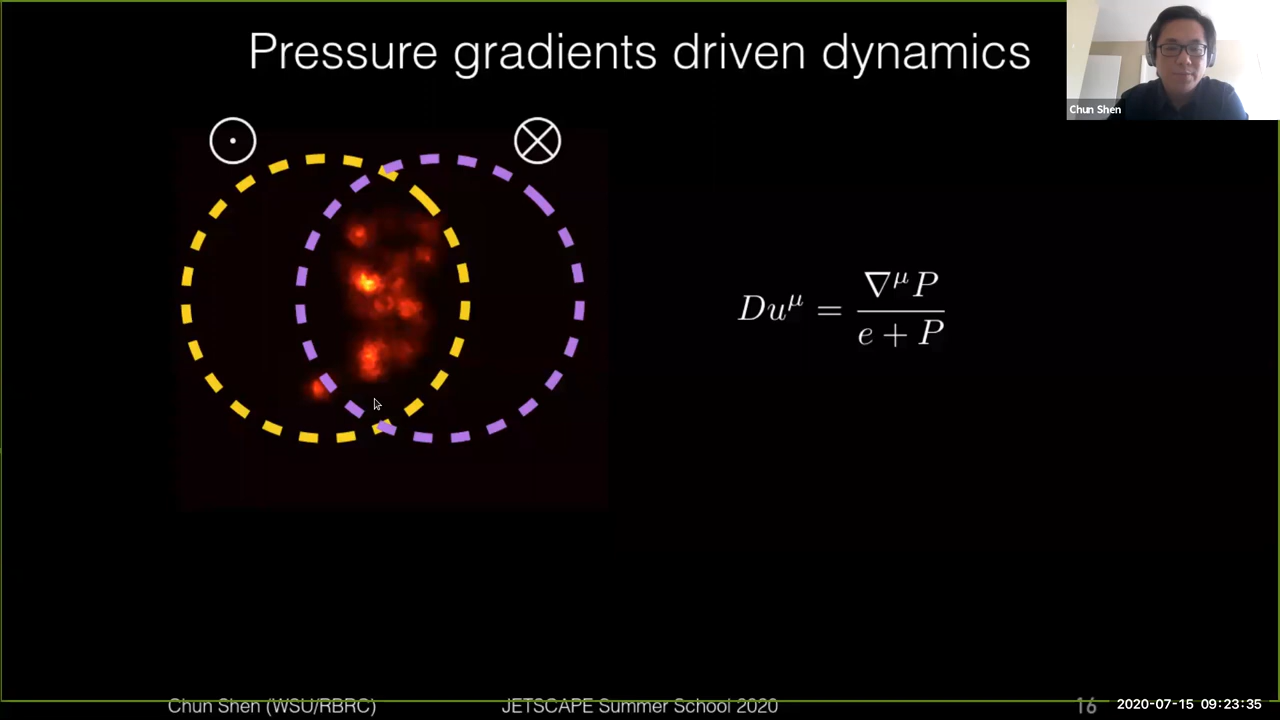 Pressure gradients driven dynamics
Chun Shen
Du^μ = ∇^μ P / (e + P)
Chun Shen (WSU/RBRC)
JETSCAPE Summer School 2020
16
2020-07-15 09:23:35